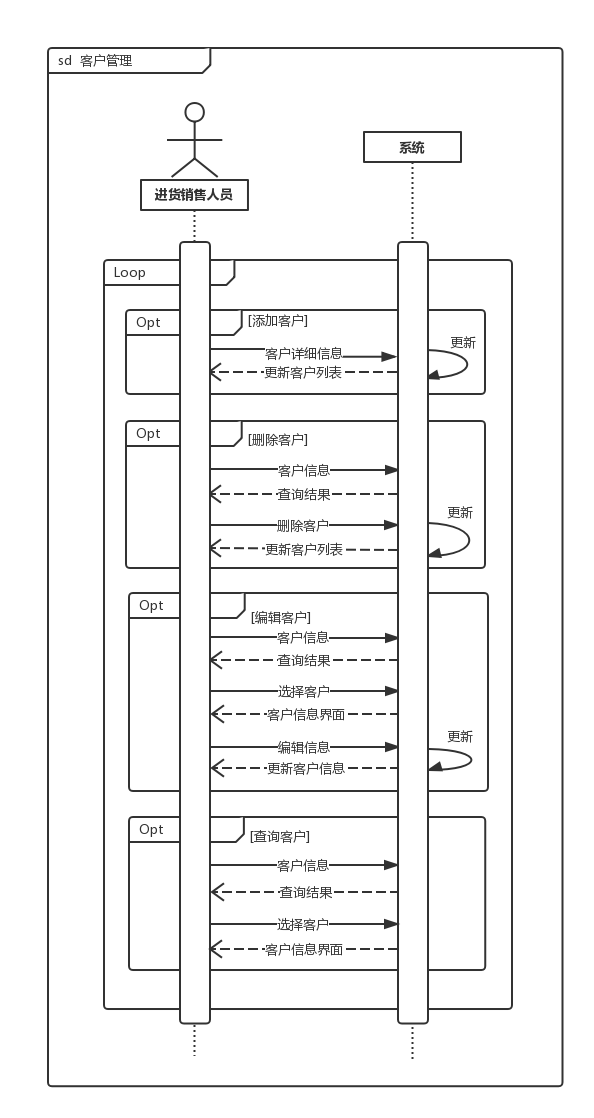 sd 客户管理
进货销售人员
系统
Loop
Opt
[添加客户]
客户详细信息
更新
更新客户列表
Opt
[删除客户]
客户信息
查询结果
删除客户
更新
更新客户列表
Opt
[编辑客户]
客户信息
查询结果
选择客户
客户信息界面
编辑信息
更新
更新客户信息
Opt
[查询客户]
客户信息
查询结果
选择客户
客户信息界面